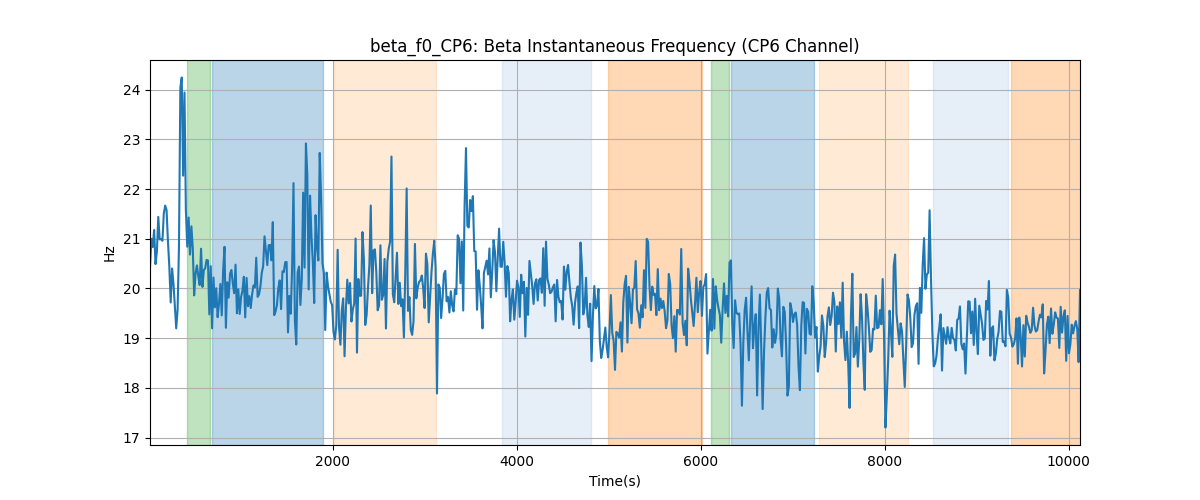 beta_f0_CP6: Beta Instantaneous Frequency (CP6 Channel)
24
23
22
21
20
19
18
17
Hz
2000 4000 6000 8000 10000
Time(s)